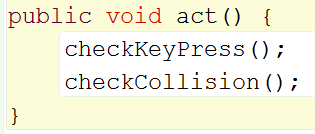 public void act() {
    checkKeyPress();
    checkCollision();
}